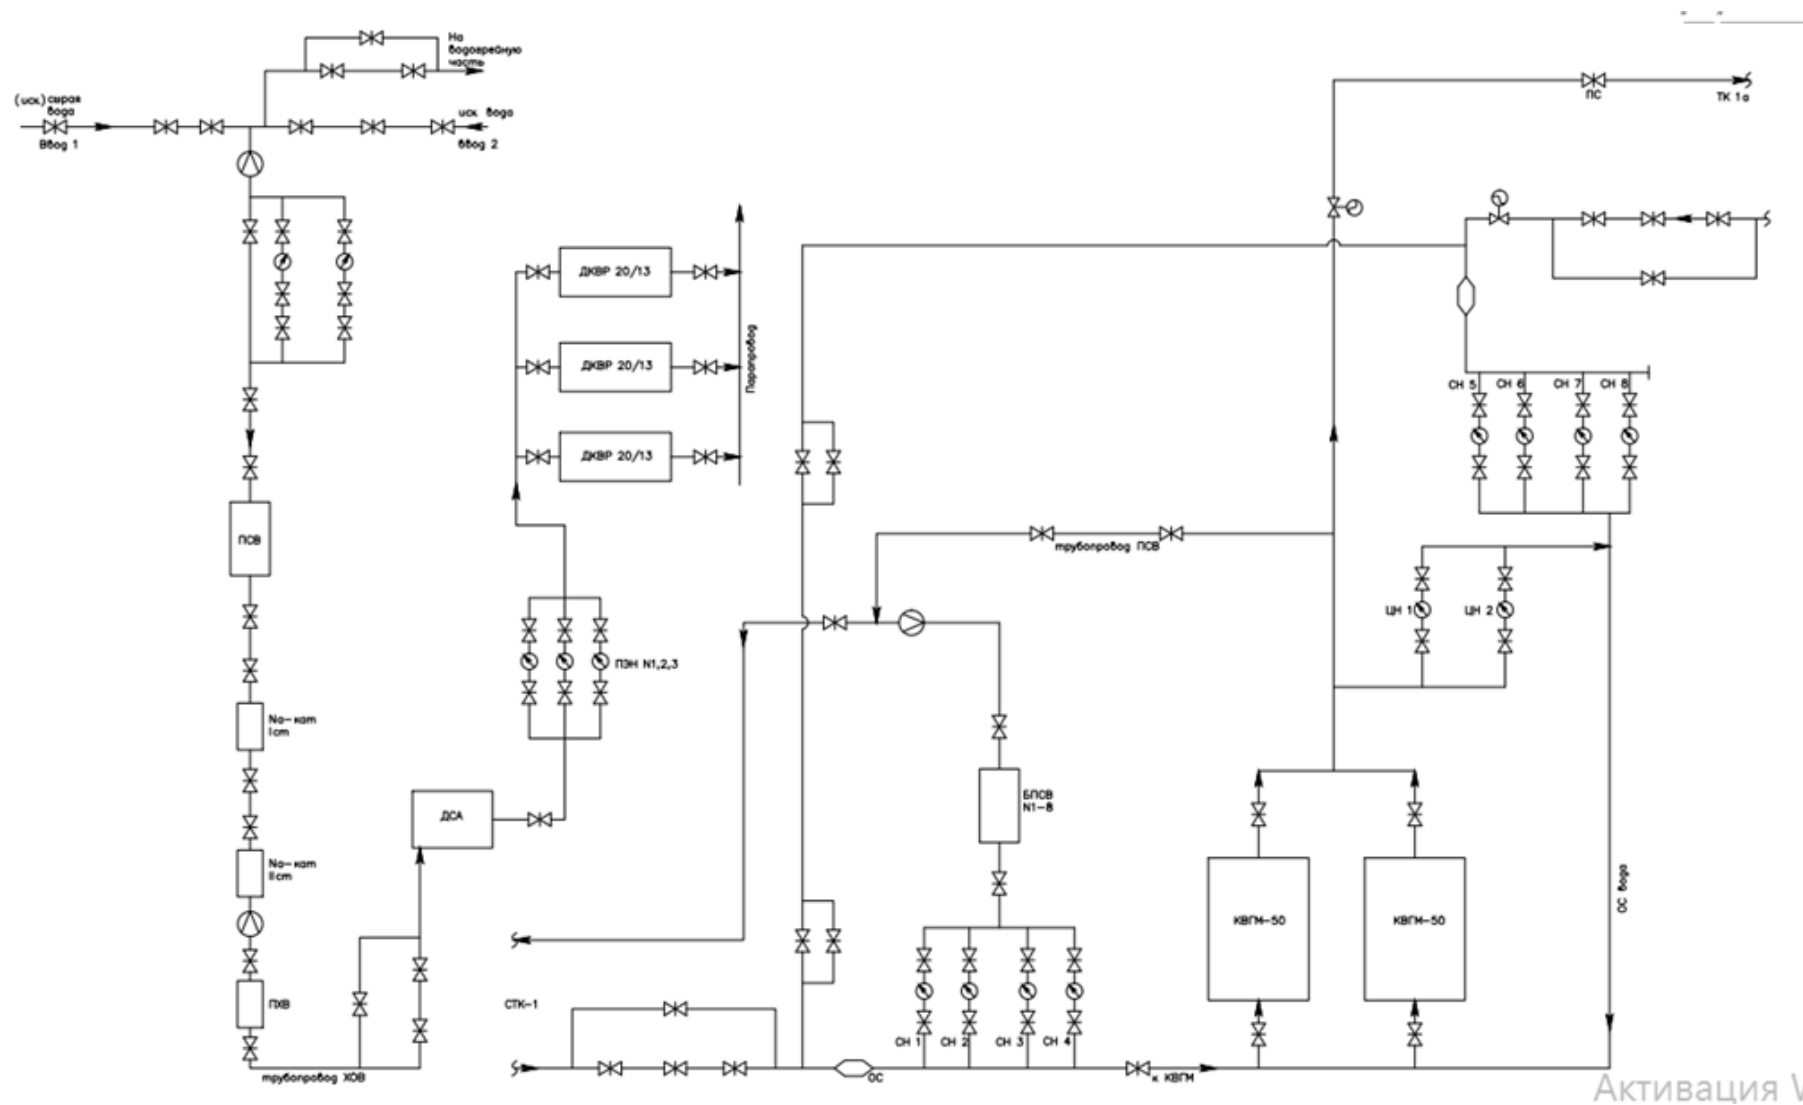 На
водогрейную
часть
(исх.) сырая
вода
Ввод 1
исх. вода
ввод 2
ПС
ТК 1а
ДКВР 20/13
ДКВР 20/13
ДКВР 20/13
Паропровод
СН 5 СН 6 СН 7 СН 8
ПСВ
трубопровод ПСВ
ЦН 1 ЦН 2
ПЭН N1,2,3
Na-кат
Iст
ДСА
БПСВ
N1-8
Na-кат
IIст
КВГМ-50 КВГМ-50
ОС вода
ПХВ
СТК-1
СН 1 СН 2 СН 3 СН 4
трубопровод ХОВ
ОС
к КВГМ
Активация